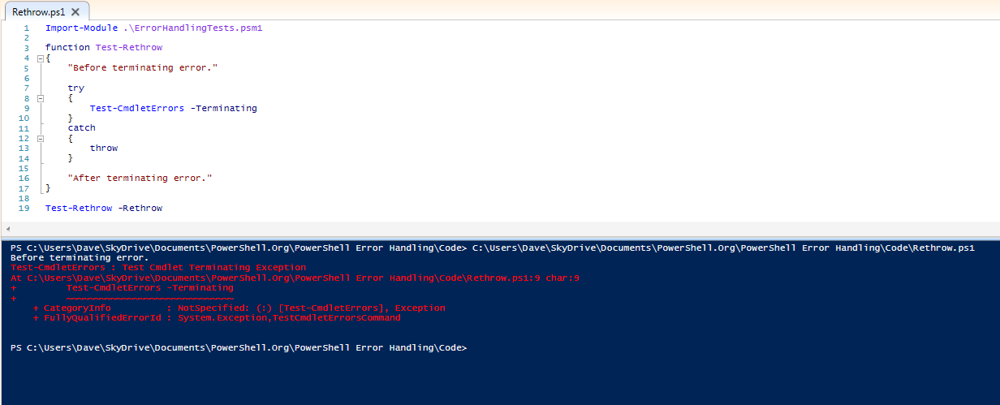 Rethrow.ps1 X
1 Import-Module .\ErrorHandlingTests.psm1
2
3 function Test-Rethrow
4 {
5 "Before terminating error."
6
7 try
8 {
9 Test-CmdletErrors -Terminating
10 }
11 catch
12 {
13 throw
14 }
15
16 "After terminating error."
17 }
18
19 Test-Rethrow -Rethrow
PS C:\Users\Dave\SkyDrive\Documents\PowerShell.Org\PowerShell Error Handling\Code> C:\Users\Dave\SkyDrive\Documents\PowerShell.Org\PowerShell Error Handling\Code\Rethrow.ps1
Before terminating error.
Test-CmdletErrors : Test Cmdlet Terminating Exception
At C:\Users\Dave\SkyDrive\Documents\PowerShell.Org\PowerShell Error Handling\Code\Rethrow.ps1:9 char:9
+ Test-CmdletErrors -Terminating
+ ~~~~~~~~~~~~~~~~~~~~~~~~~~~~~~
+ CategoryInfo : NotSpecified: (:) [Test-CmdletErrors], Exception
+ FullyQualifiedErrorId : System.Exception,TestCmdletErrorsCommand
PS C:\Users\Dave\SkyDrive\Documents\PowerShell.Org\PowerShell Error Handling\Code>